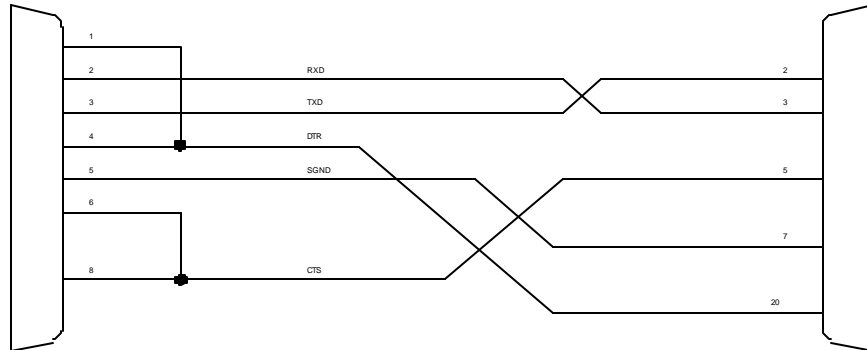 1
2 RXD 2
3 TXD 3
4 DTR
5 SGND 5
6
7
8 CTS
20